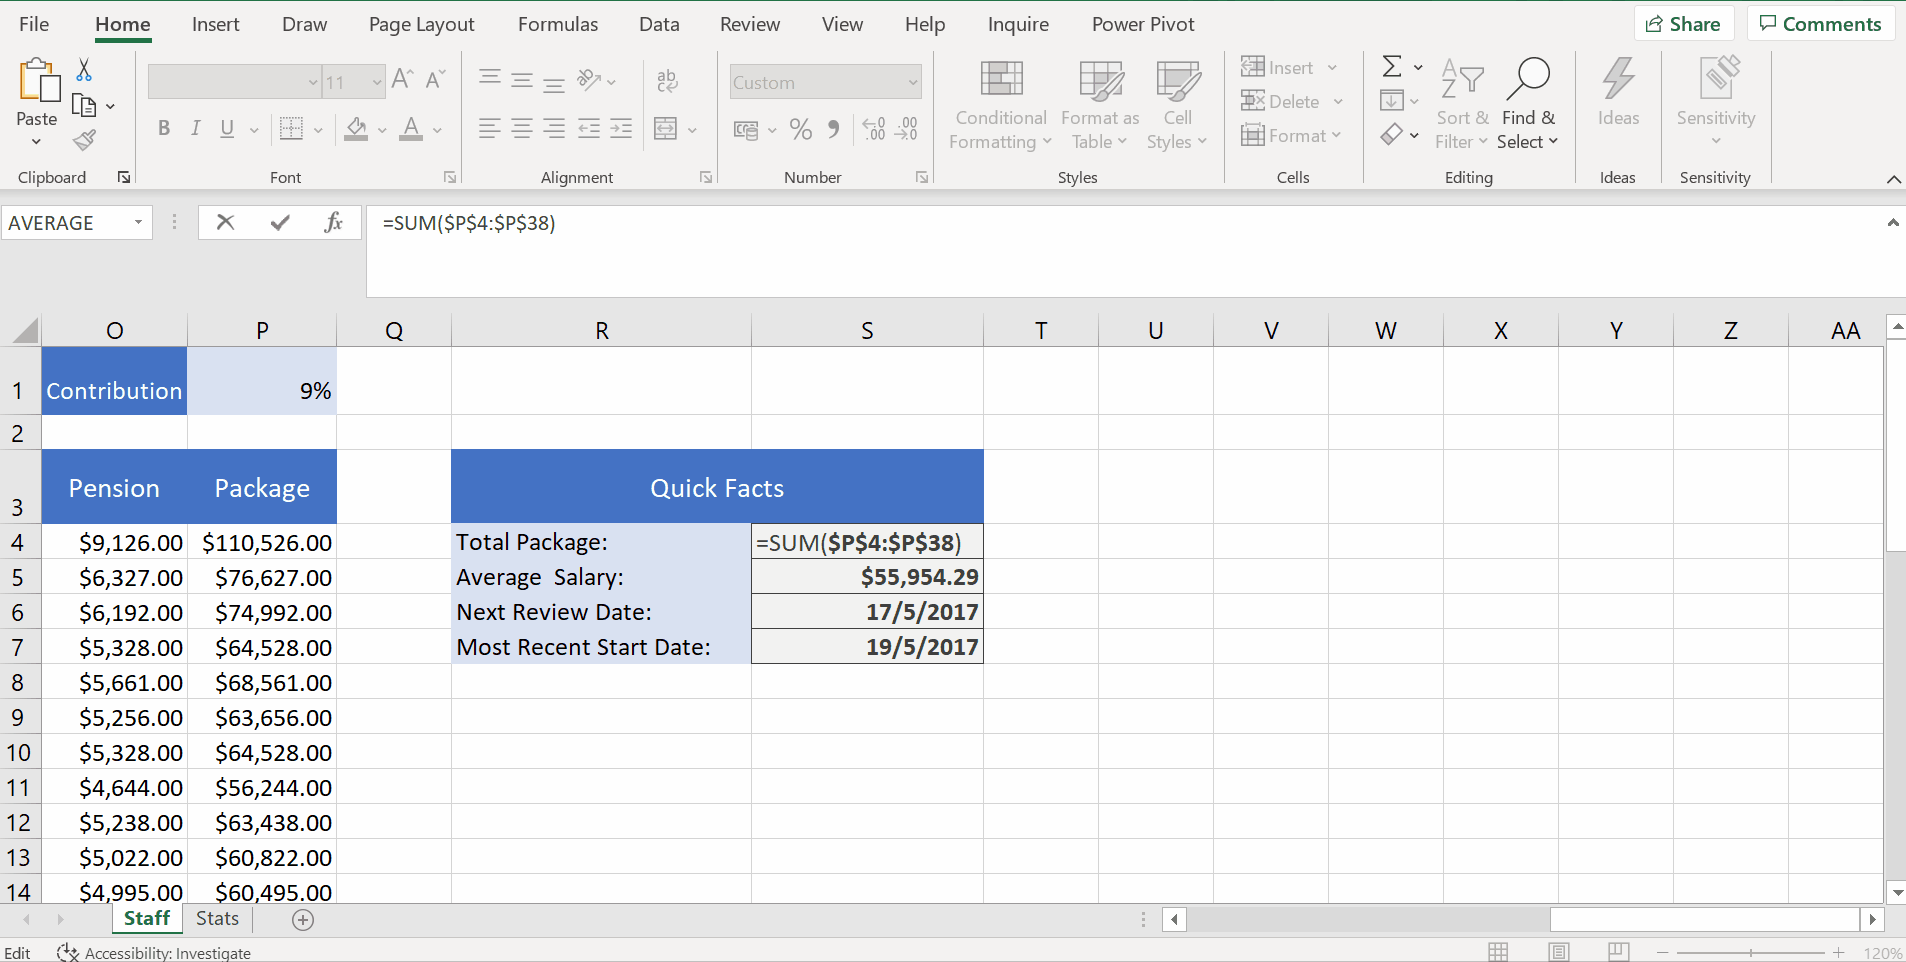 File Home Insert Draw Page Layout Formulas Data Review View Help Inquire Power Pivot Share Comments
Paste
Clipboard
11
B I U
Font
ab
Alignment
Custom
% .00
Number
Conditional Formatting
Format as Table
Cell Styles
Styles
Insert
Delete
Format
Cells
Sort & Filter
Find & Select
Editing
Ideas
Ideas
Sensitivity
Sensitivity
AVERAGE fx =SUM($P$4:$P$38)
O P Q R S T U V W X Y Z AA
1 Contribution 9%
2
3 Pension Package Quick Facts
4 $9,126.00 $110,526.00 Total Package: =SUM($P$4:$P$38)
5 $6,327.00 $76,627.00 Average  Salary: $55,954.29
6 $6,192.00 $74,992.00 Next Review Date: 17/5/2017
7 $5,328.00 $64,528.00 Most Recent Start Date: 19/5/2017
8 $5,661.00 $68,561.00
9 $5,256.00 $63,656.00
10 $5,328.00 $64,528.00
11 $4,644.00 $56,244.00
12 $5,238.00 $63,438.00
13 $5,022.00 $60,822.00
14 $4,995.00 $60,495.00
Staff Stats
Edit Accessibility: Investigate 120%